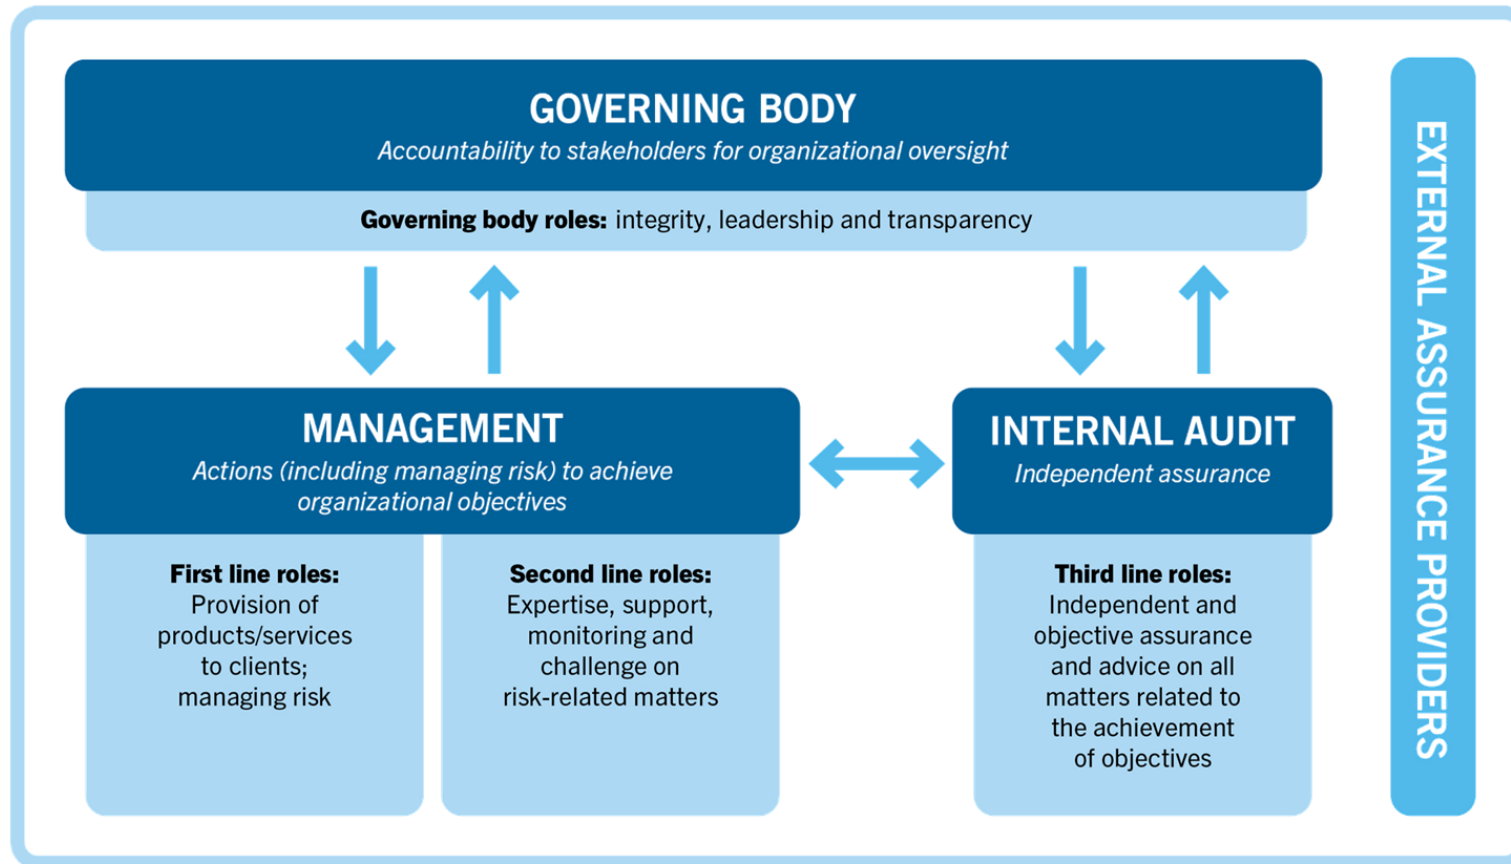 GOVERNING BODY
Accountability to stakeholders for organizational oversight
Governing body roles: integrity, leadership and transparency
MANAGEMENT
Actions (including managing risk) to achieve
organizational objectives
First line roles:
Provision of
products/services
to clients;
managing risk
Second line roles:
Expertise, support,
monitoring and
challenge on
risk-related matters
INTERNAL AUDIT
Independent assurance
Third line roles:
Independent and
objective assurance
and advice on all
matters related to
the achievement
of objectives
EXTERNAL ASSURANCE PROVIDERS